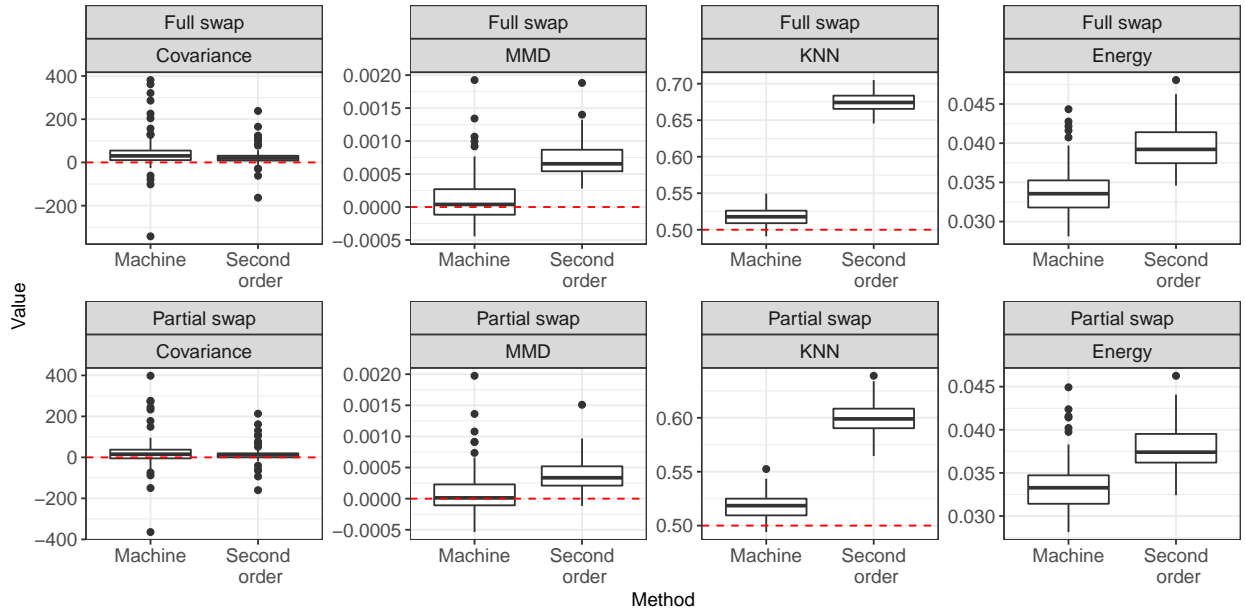 Full swap
Covariance
400
200
0
−200
Machine
Second
order
Full swap
MMD
0.0020
0.0015
0.0010
0.0005
0.0000
−0.0005
Machine
Second
order
Full swap
KNN
0.70
0.65
0.60
0.55
0.50
Machine
Second
order
Full swap
Energy
0.045
0.040
0.035
0.030
Machine
Second
order
Value
Partial swap
Covariance
400
200
0
−200
−400
Machine
Second
order
Partial swap
MMD
0.0020
0.0015
0.0010
0.0005
0.0000
−0.0005
Machine
Second
order
Partial swap
KNN
0.60
0.55
0.50
Machine
Second
order
Partial swap
Energy
0.045
0.040
0.035
0.030
Machine
Second
order
Method